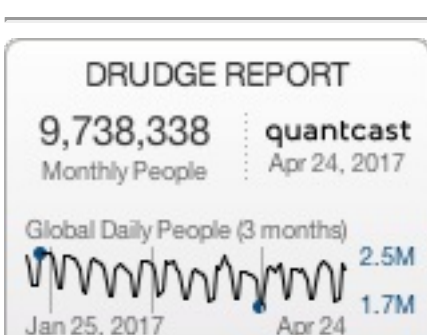 DRUDGE REPORT
9,738,338
Monthly People
quantcast
Apr 24, 2017
Global Daily People (3 months)
2.5M
1.7M
Jan 25, 2017 Apr 24